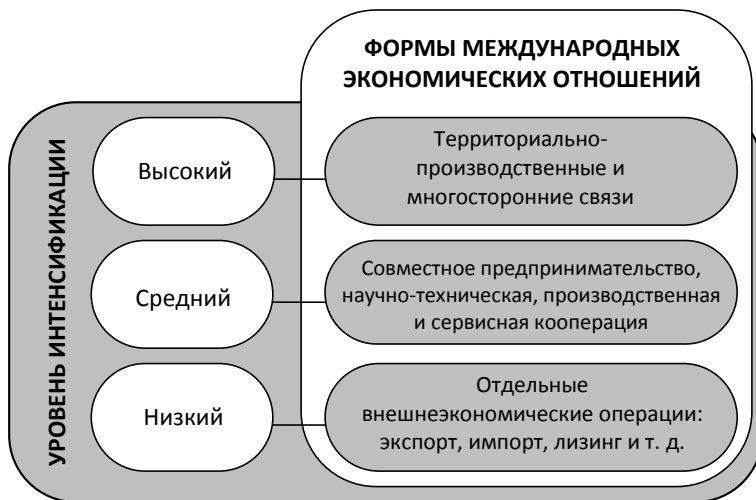 ФОРМЫ МЕЖДУНАРОДНЫХ
ЭКОНОМИЧЕСКИХ ОТНОШЕНИЙ
УРОВЕНЬ ИНТЕНСИФИКАЦИИ
Высокий
Территориально-
производственные и
многосторонние связи
Средний
Совместное предпринимательство,
научно-техническая, производственная
и сервисная кооперация
Низкий
Отдельные
внешнеэкономические операции:
экспорт, импорт, лизинг и т. д.